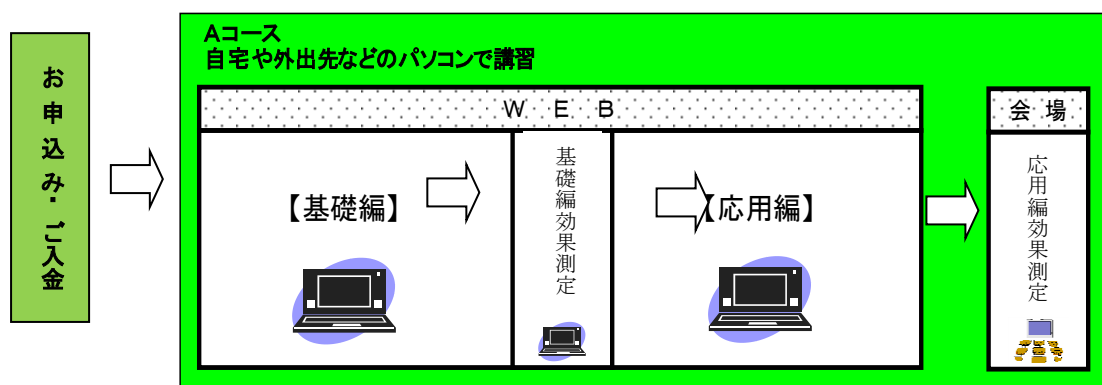 お申込み・ご入金
Aコース
自宅や外出先などのパソコンで講習
WEB
【基礎編】
基礎編効果測定
【応用編】
会場
応用編効果測定